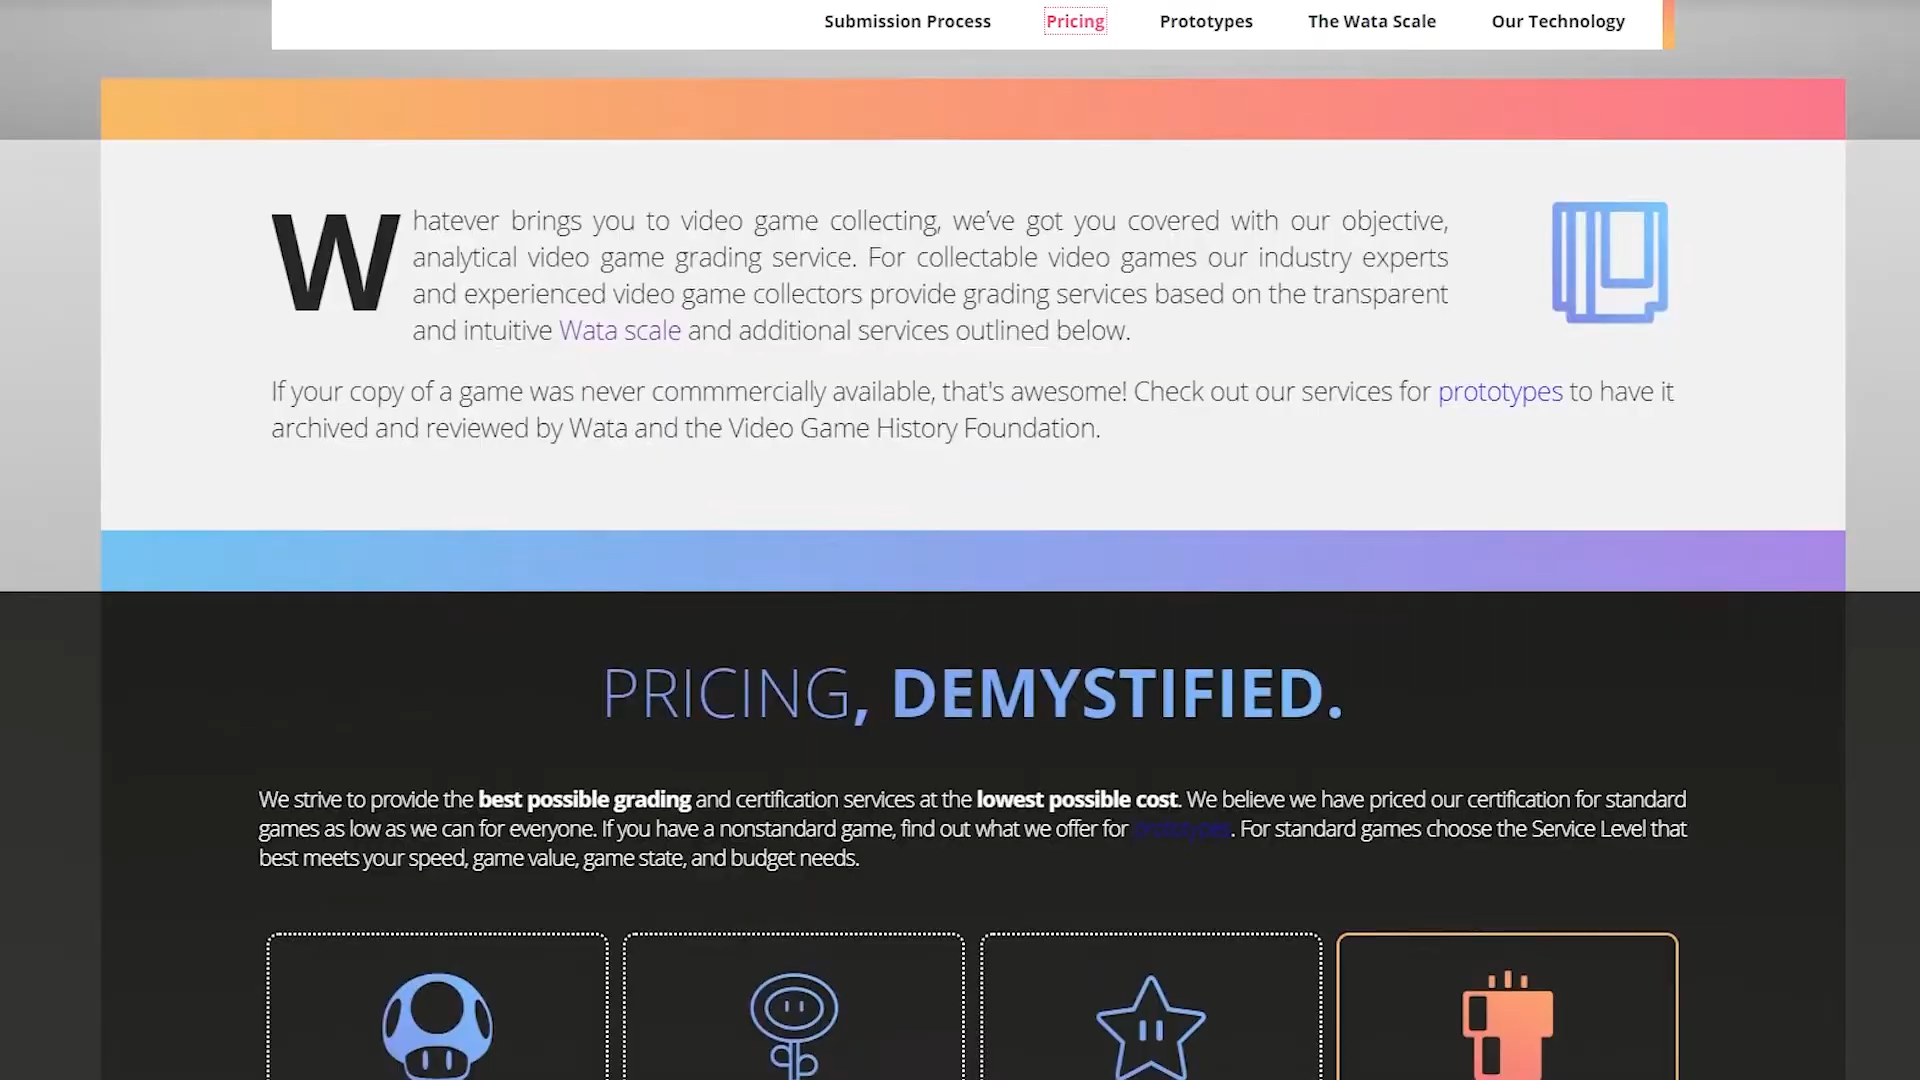 Submission Process Pricing Prototypes The Wata Scale Our Technology
Whatever brings you to video game collecting, we've got you covered with our objective,
analytical video game grading service. For collectable video games our industry experts
and experienced video game collectors provide grading services based on the transparent
and intuitive Wata scale and additional services outlined below.
If your copy of a game was never commmercially available, that's awesome! Check out our services for prototypes to have it
archived and reviewed by Wata and the Video Game History Foundation.
PRICING, DEMYSTIFIED.
We strive to provide the best possible grading and certification services at the lowest possible cost. We believe we have priced our certification for standard
games as low as we can for everyone. If you have a nonstandard game, find out what we offer for prototypes. For standard games choose the Service Level that
best meets your speed, game value, game state, and budget needs.